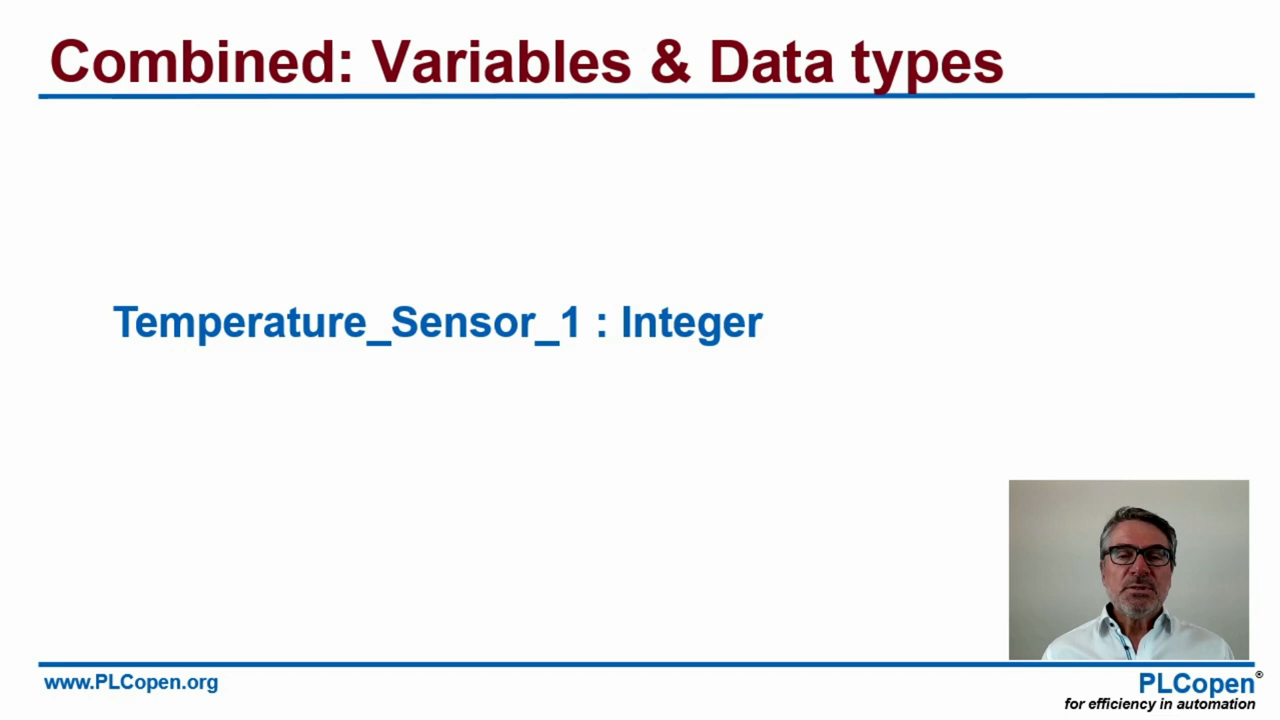 Combined: Variables & Data types
Temperature_Sensor_1 : Integer
www.PLCopen.org
PLCopen®
for efficiency in automation